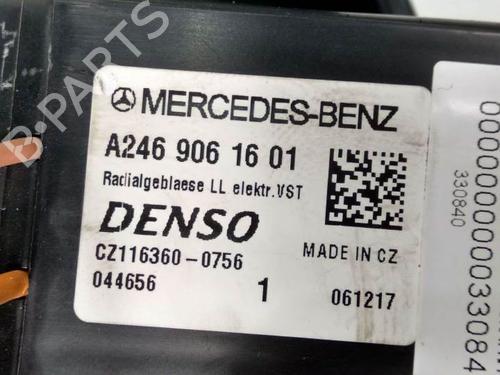 MERCEDES-BENZ
A246 906 16 01
Radialgeblaese LL elektr.VST
DENSO
CZ116360-0756
MADE IN CZ
044656
1
061217
B-PARTS
330840